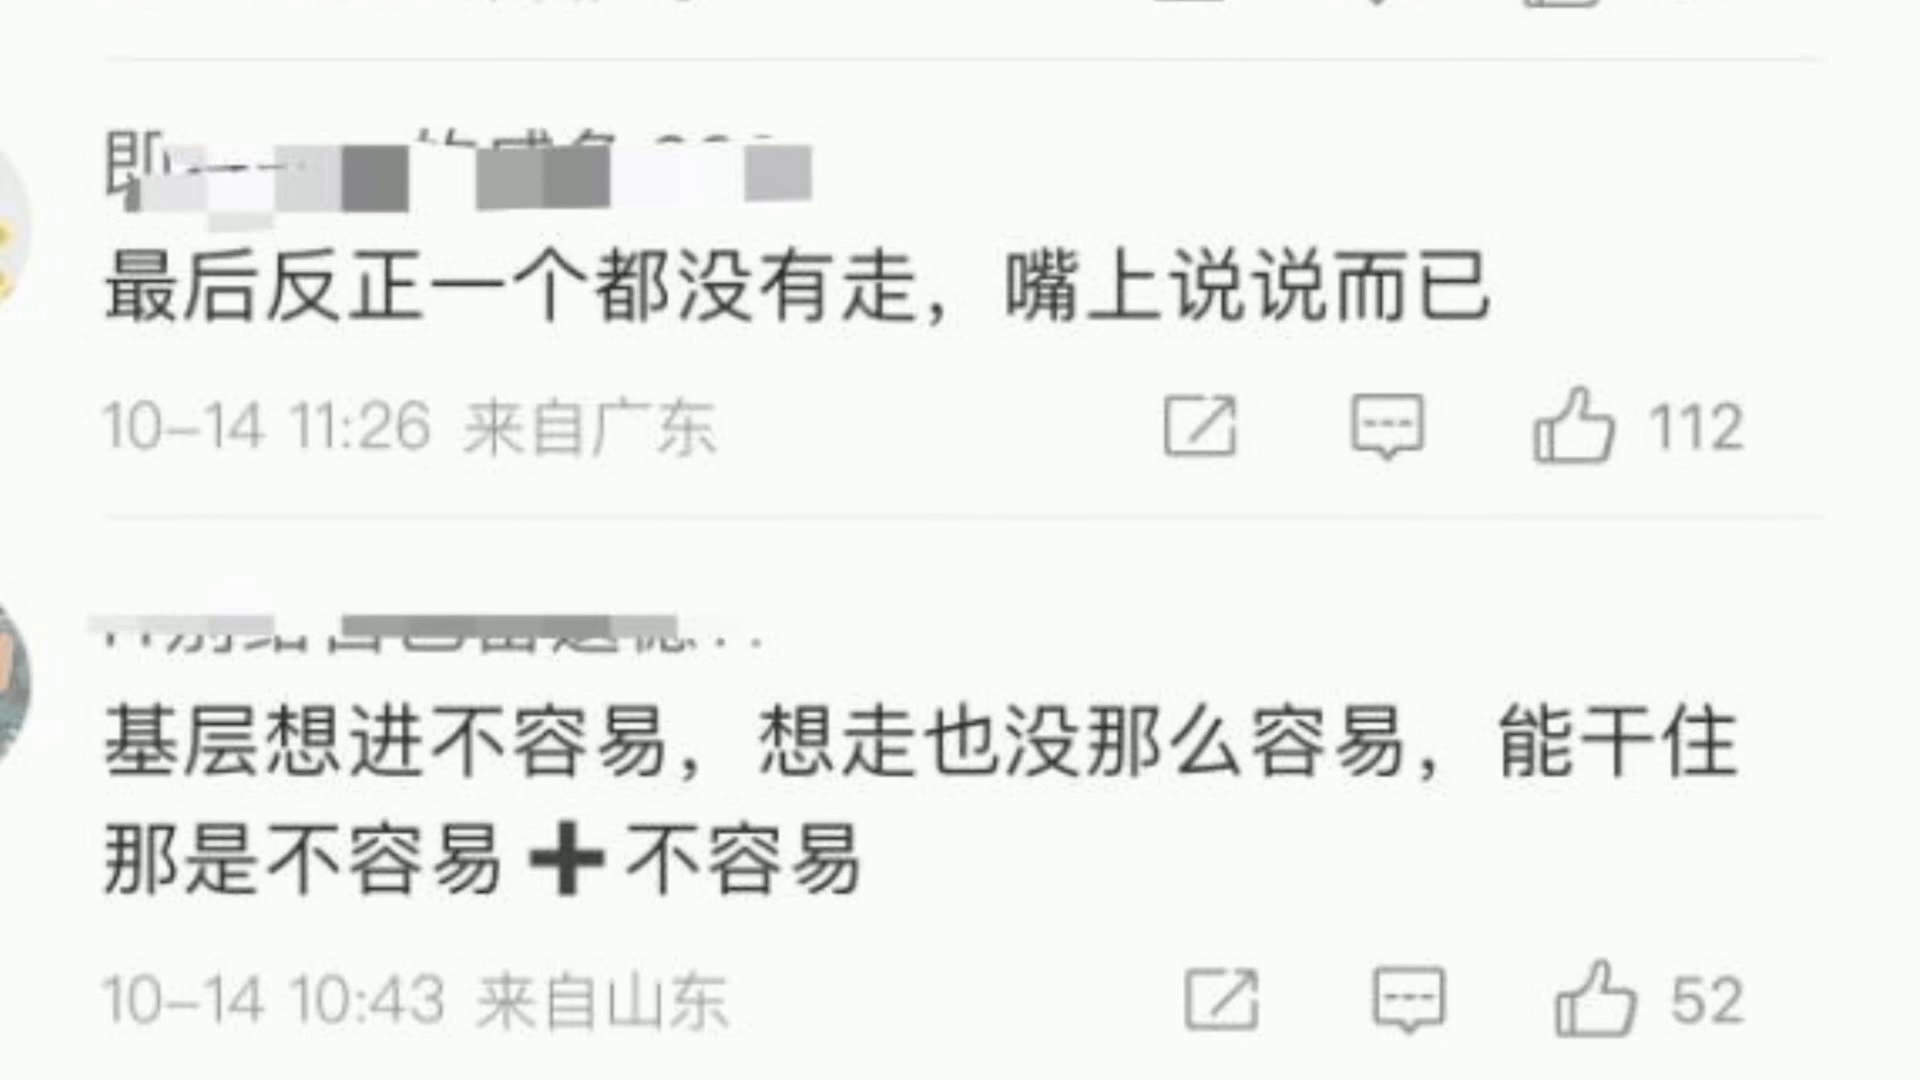 最后反正一个都没有走，嘴上说说而已
10-14 11:26 来自广东
112
基层想进不容易，想走也没那么容易，能干住
那是不容易➕不容易
10-14 10:43 来自山东
52